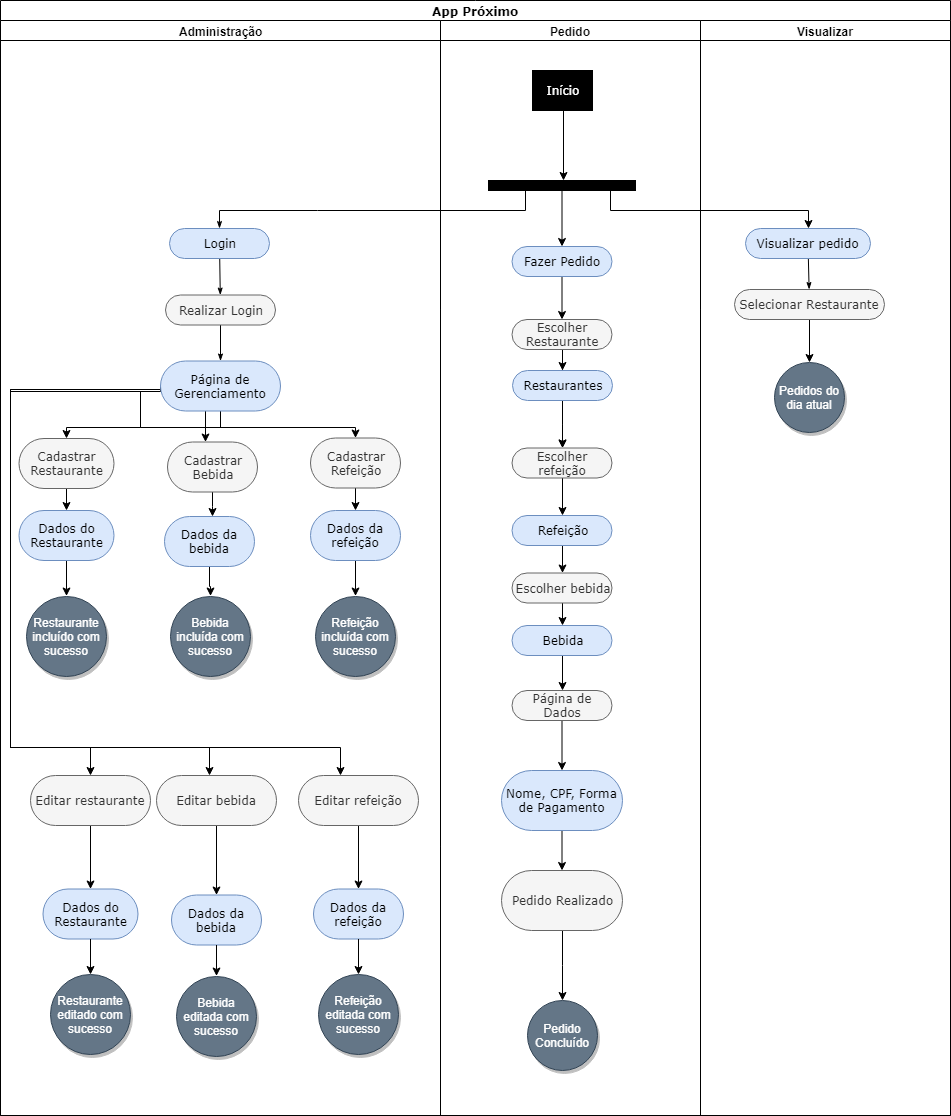 App Próximo
Administração
Pedido
Visualizar
Início
Login
Realizar Login
Página de
Gerenciamento
Cadastrar
Restaurante
Cadastrar
Bebida
Cadastrar
Refeição
Dados do
Restaurante
Dados da
bebida
Dados da
refeição
Restaurante
incluído com
sucesso
Bebida
incluída com
sucesso
Refeição
incluída com
sucesso
Editar restaurante
Editar bebida
Editar refeição
Dados do
Restaurante
Dados da
bebida
Dados da
refeição
Restaurante
editado com
sucesso
Bebida
editada com
sucesso
Refeição
editada com
sucesso
Fazer Pedido
Escolher
Restaurante
Restaurantes
Escolher
refeição
Refeição
Escolher bebida
Bebida
Página de
Dados
Nome, CPF, Forma
de Pagamento
Pedido Realizado
Pedido
Concluído
Visualizar pedido
Selecionar Restaurante
Pedidos do
dia atual